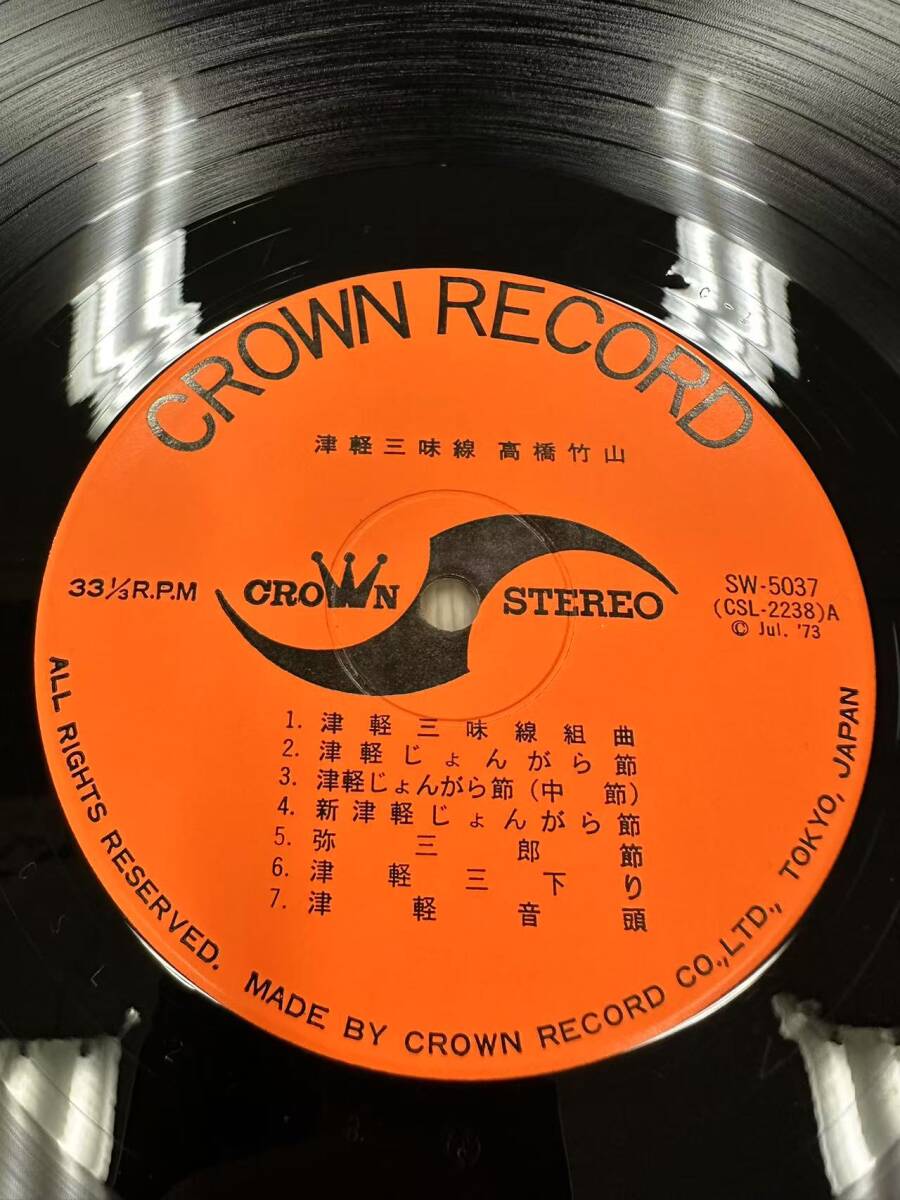 CROWN RECORD
津軽三味線 高橋竹山
33⅓R.P.M
CROWN STEREO
SW-5037
(CSL-2238)A
© Jul. '73
1. 津軽三味線組曲
2. 津軽じょんがら節
3. 津軽じょんがら節(中節)
4. 新津軽じょんがら節
5. 弥三郎節
6. 津軽三下り
7. 津軽音頭
ALL RIGHTS RESERVED. MADE BY CROWN RECORD CO.,LTD., TOKYO, JAPAN